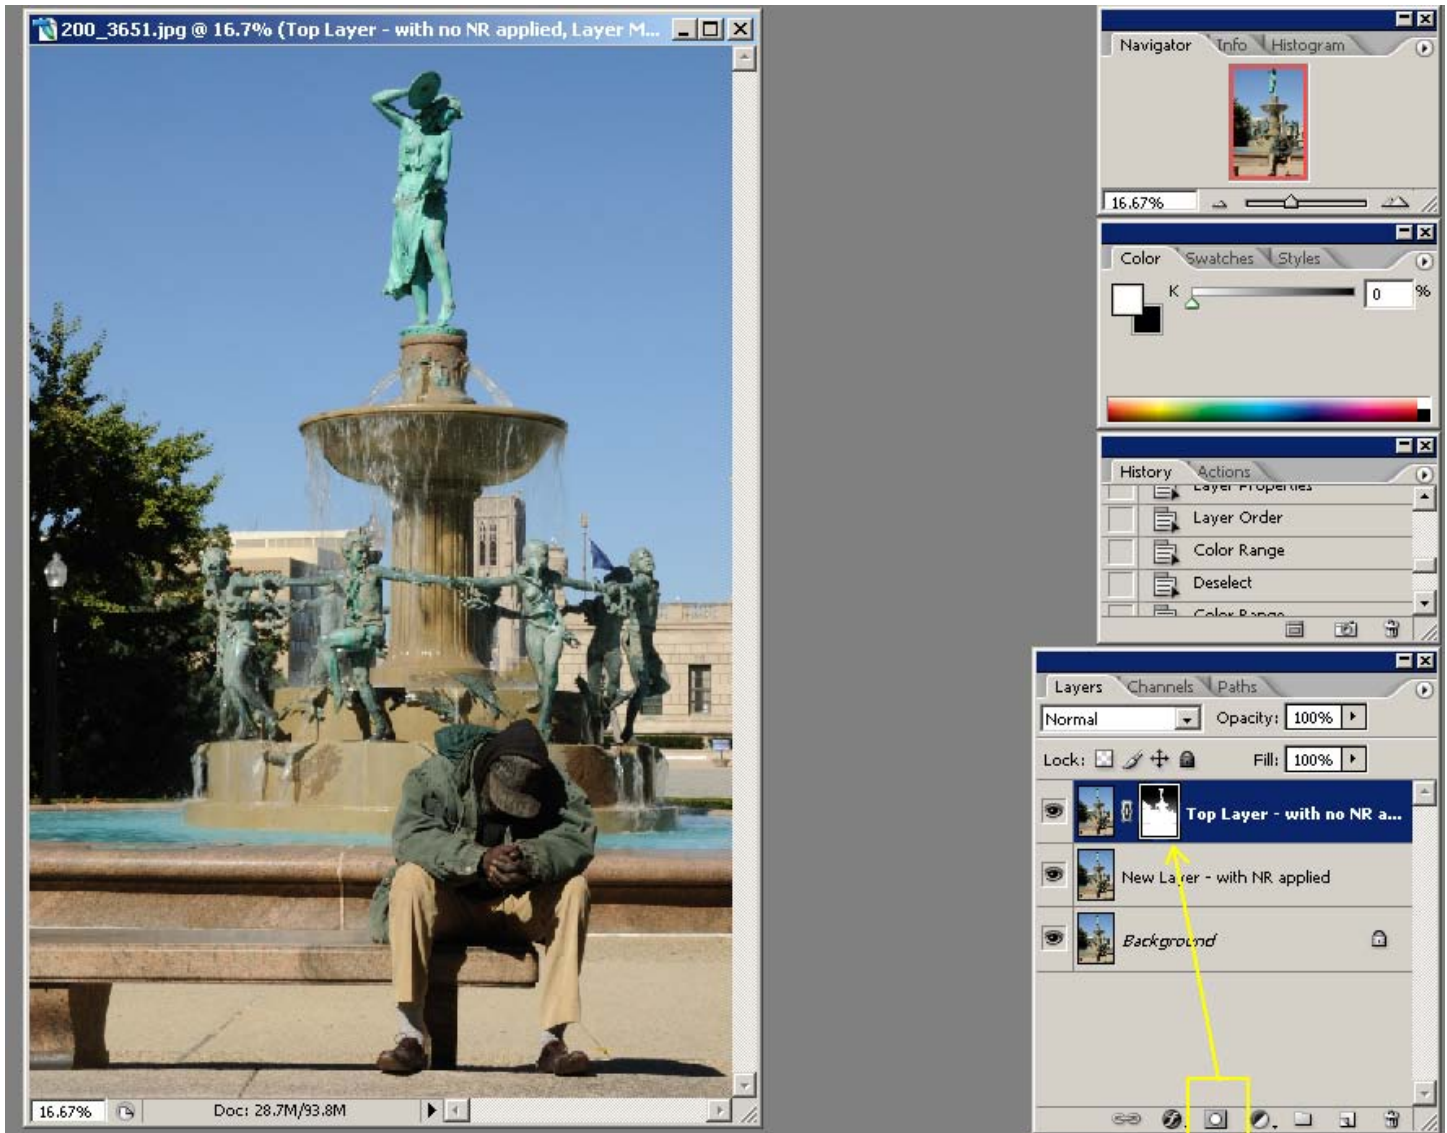 200_3651.jpg @ 16.7% (Top Layer - with no NR applied, Layer M...
16.67%
Doc: 28.7M/93.8M
Navigator Info Histogram
16.67%
Color Swatches Styles
K 0 %
History Actions
Layer Properties
Layer Order
Color Range
Deselect
Color Range
Layers Channels Paths
Normal Opacity: 100%
Lock: Fill: 100%
Top Layer - with no NR a...
New Layer - with NR applied
Background